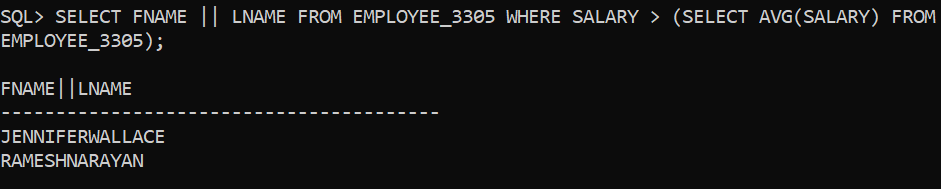 SQL> SELECT FNAME || LNAME FROM EMPLOYEE_3305 WHERE SALARY > (SELECT AVG(SALARY) FROM
EMPLOYEE_3305);
FNAME||LNAME
----------------------------------------
JENNIFERWALLACE
RAMESHNARAYAN